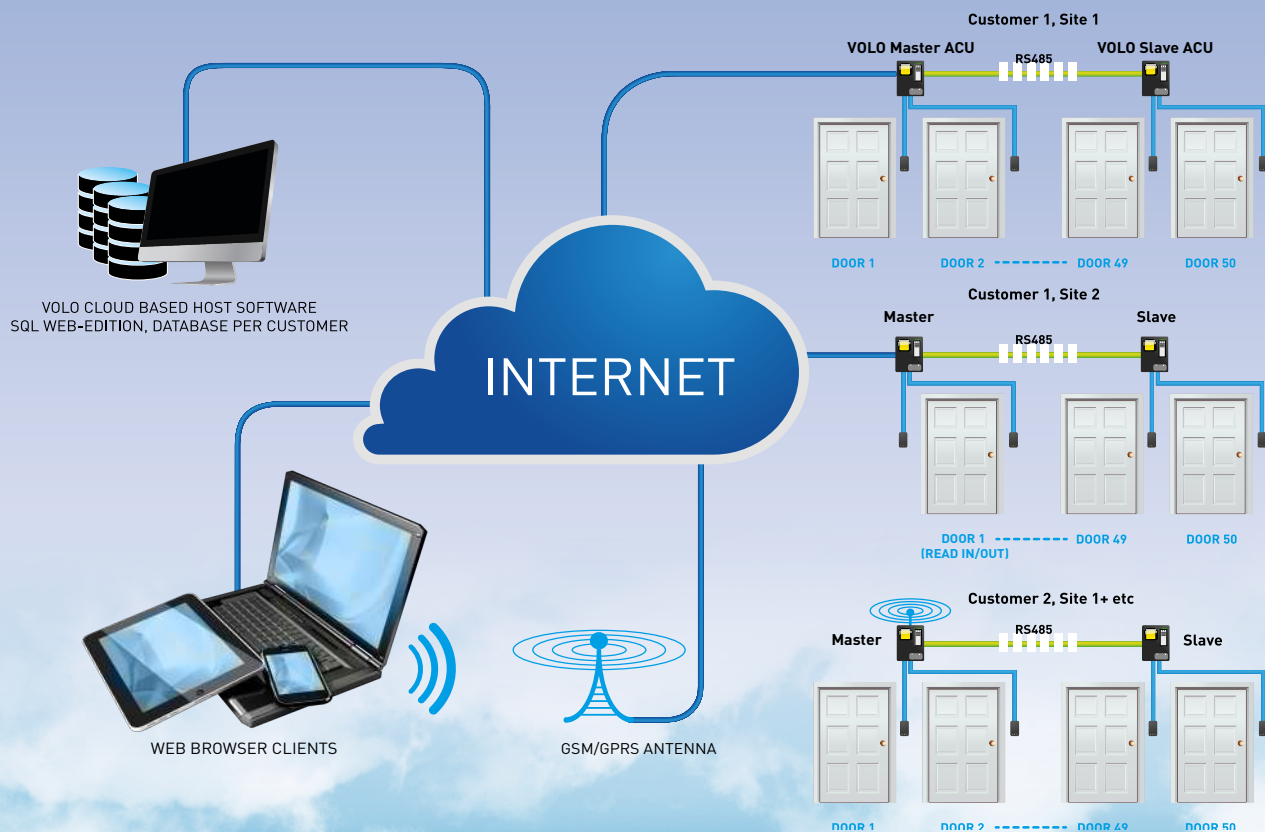 Customer 1, Site 1
VOLO Master ACU
RS485
VOLO Slave ACU
DOOR 1
DOOR 2
DOOR 49
DOOR 50
VOLO CLOUD BASED HOST SOFTWARE
SQL WEB-EDITION, DATABASE PER CUSTOMER
INTERNET
Customer 1, Site 2
Master
RS485
Slave
DOOR 1
(READ IN/OUT)
DOOR 49
DOOR 50
Customer 2, Site 1+ etc
Master
RS485
Slave
DOOR 1
DOOR 2
DOOR 49
DOOR 50
WEB BROWSER CLIENTS
GSM/GPRS ANTENNA